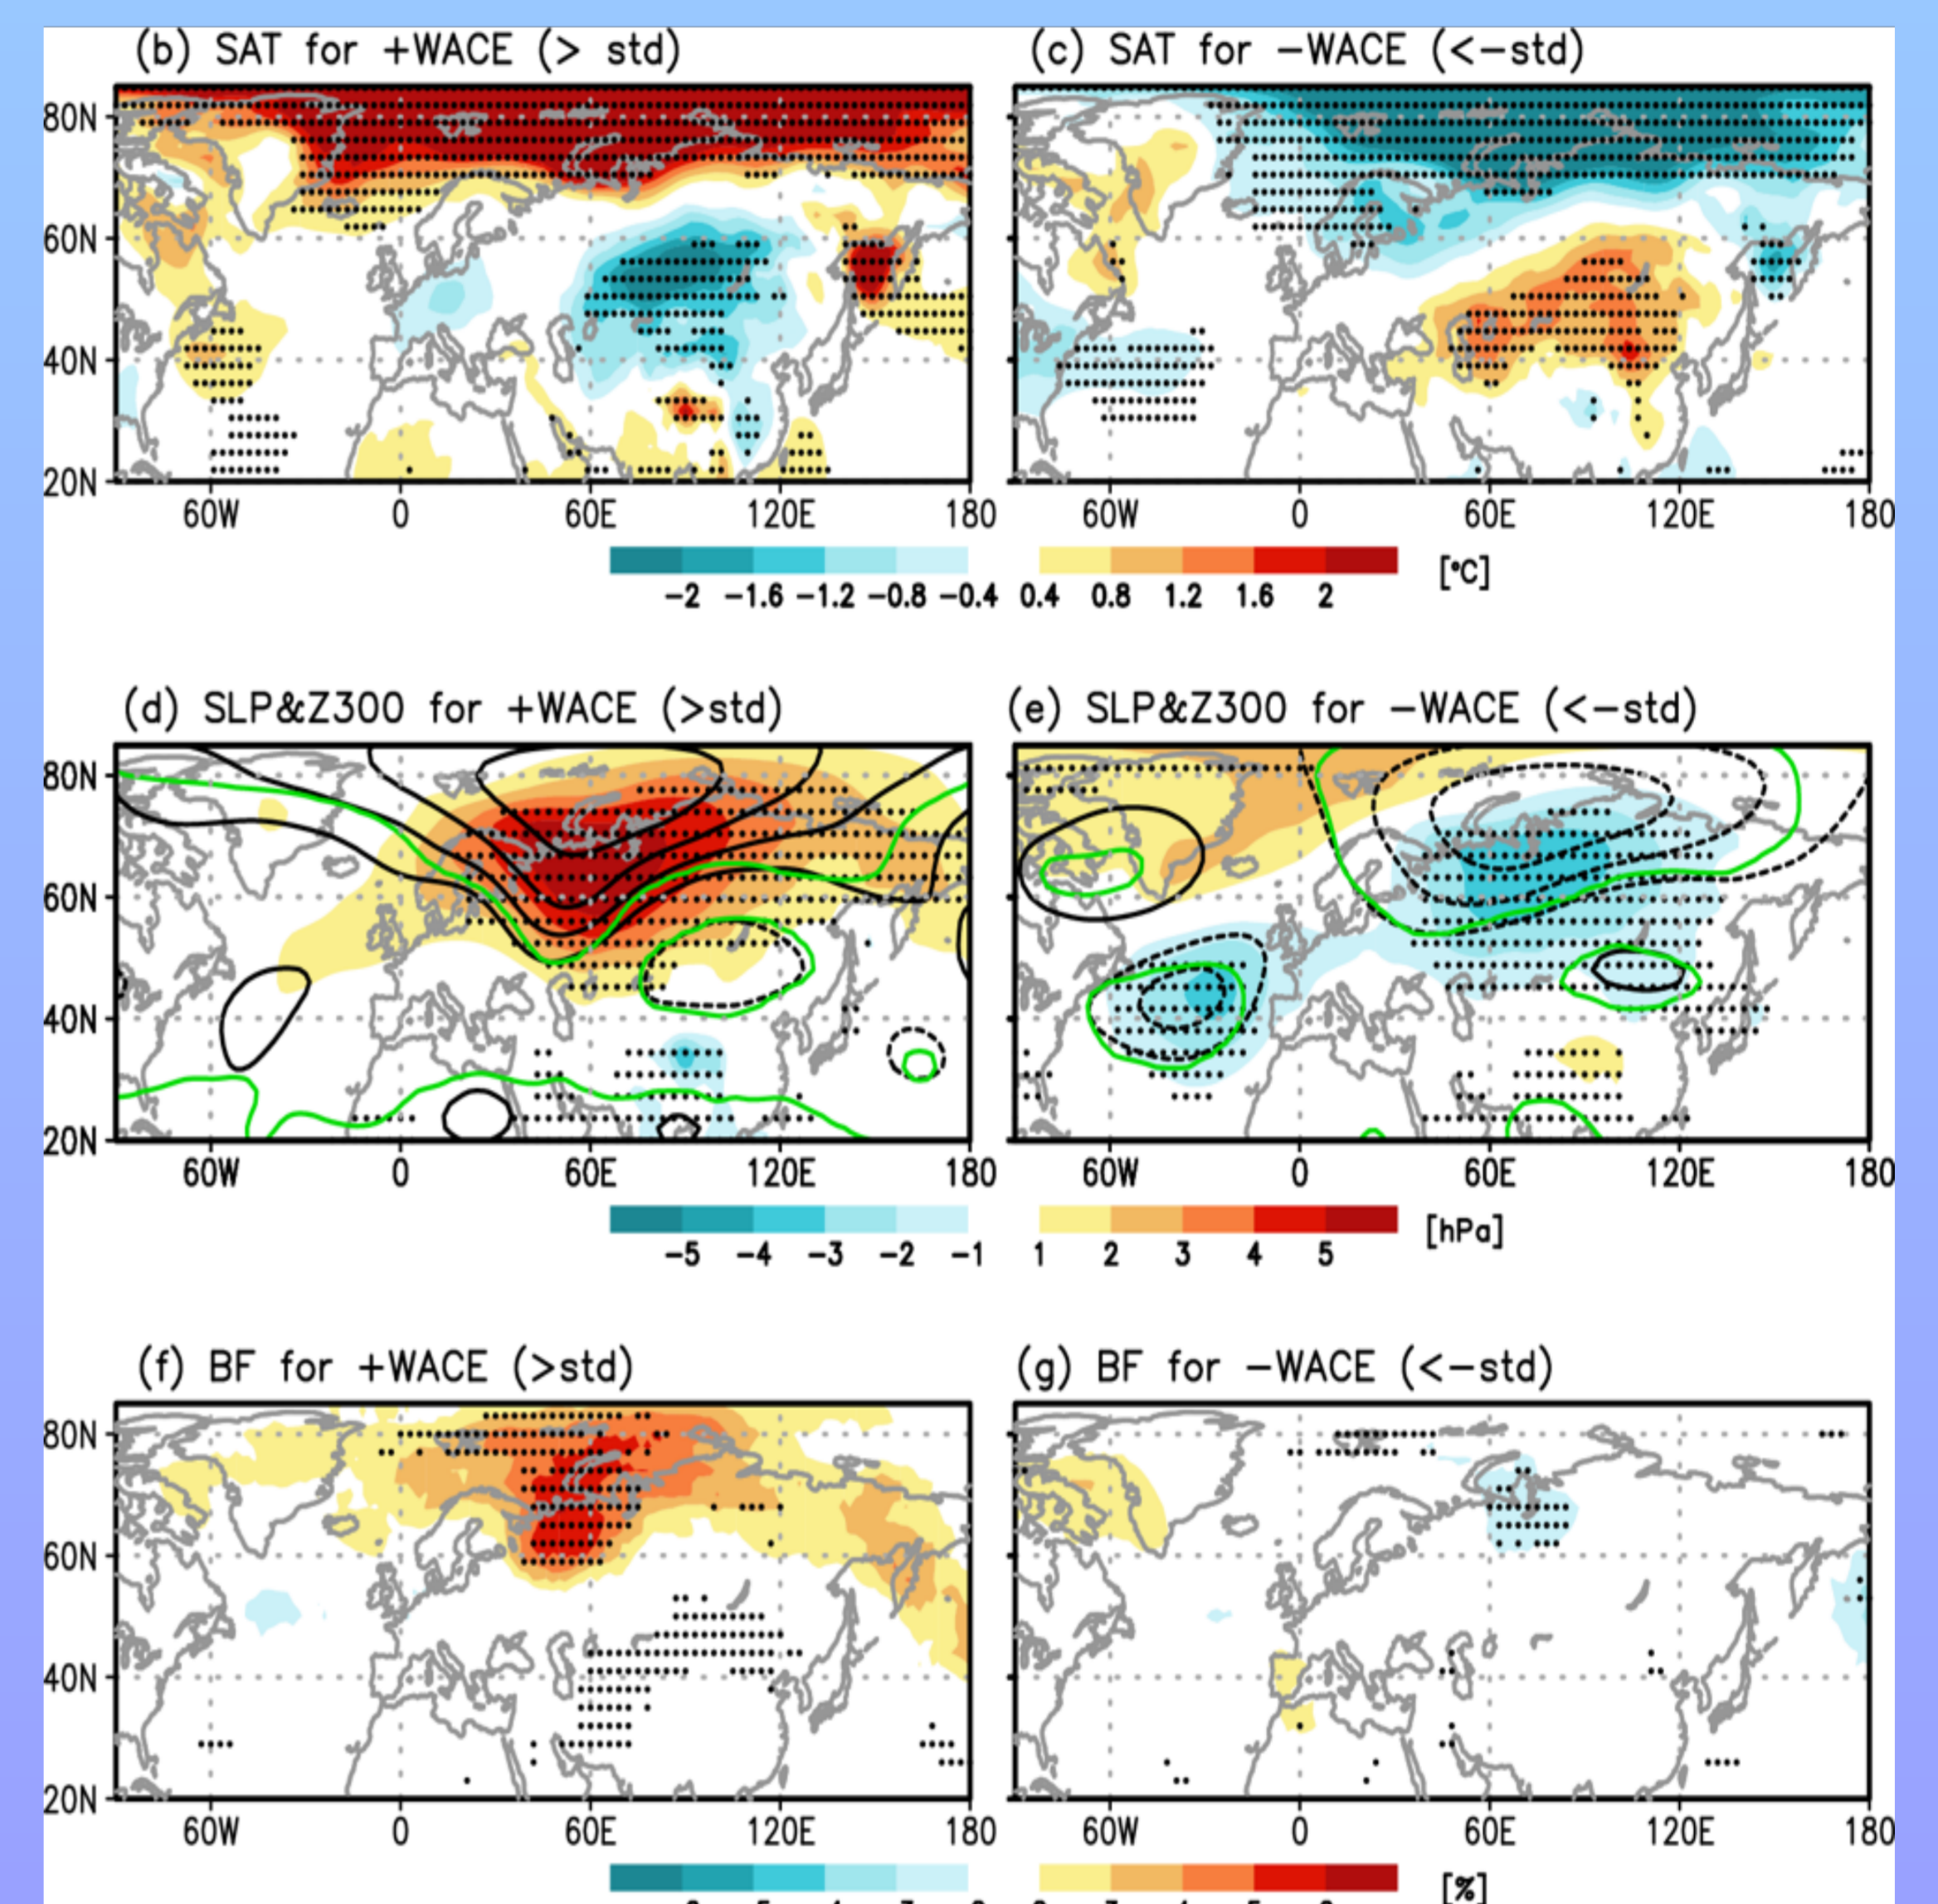 (b) SAT for +WACE (> std) (c) SAT for −WACE (<−std)
80N
60N
40N
20N
60W 0 60E 120E 180 60W 0 60E 120E 180
−2 −1.6 −1.2 −0.8 −0.4 0.4 0.8 1.2 1.6 2 [°C]
(d) SLP&Z300 for +WACE (>std) (e) SLP&Z300 for −WACE (<−std)
80N
60N
40N
20N
60W 0 60E 120E 180 60W 0 60E 120E 180
−5 −4 −3 −2 −1 1 2 3 4 5 [hPa]
(f) BF for +WACE (>std) (g) BF for −WACE (<−std)
80N
60N
40N
20N
60W 0 60E 120E 180 60W 0 60E 120E 180
[%]